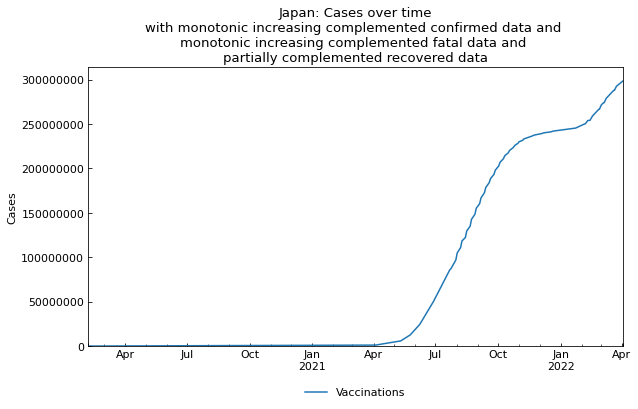 Japan: Cases over time
with monotonic increasing complemented confirmed data and
monotonic increasing complemented fatal data and
partially complemented recovered data
300000000
250000000
200000000
150000000
100000000
50000000
0
Cases
Apr Jul Oct Jan Apr Jul Oct Jan Apr
2021 2022
Vaccinations